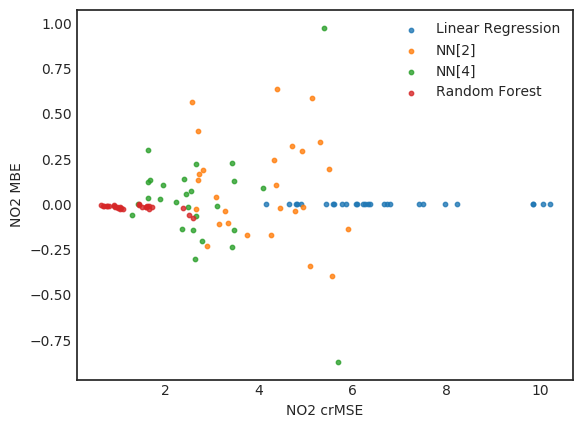 1.00
0.75
0.50
0.25
0.00
−0.25
−0.50
−0.75
NO2 MBE
Linear Regression
NN[2]
NN[4]
Random Forest
2 4 6 8 10
NO2 crMSE